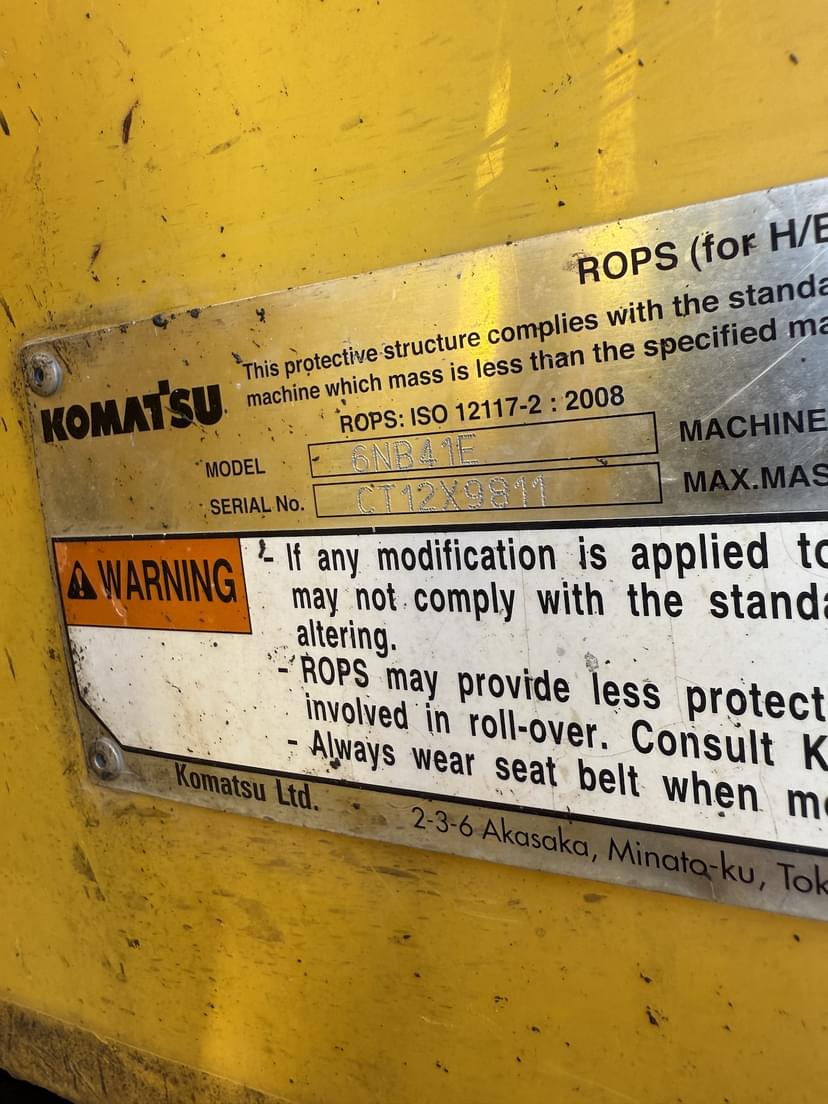 ROPS (for H/E
This protective structure complies with the standa
machine which mass is less than the specified ma
KOMATSU
ROPS: ISO 12117-2 : 2008
MODEL 6NB41E MACHINE
SERIAL No. CT12X9811 MAX.MAS
WARNING
- If any modification is applied to
may not comply with the standa
altering.
- ROPS may provide less protect
involved in roll-over. Consult K
- Always wear seat belt when mo
Komatsu Ltd.
2-3-6 Akasaka, Minato-ku, Tok